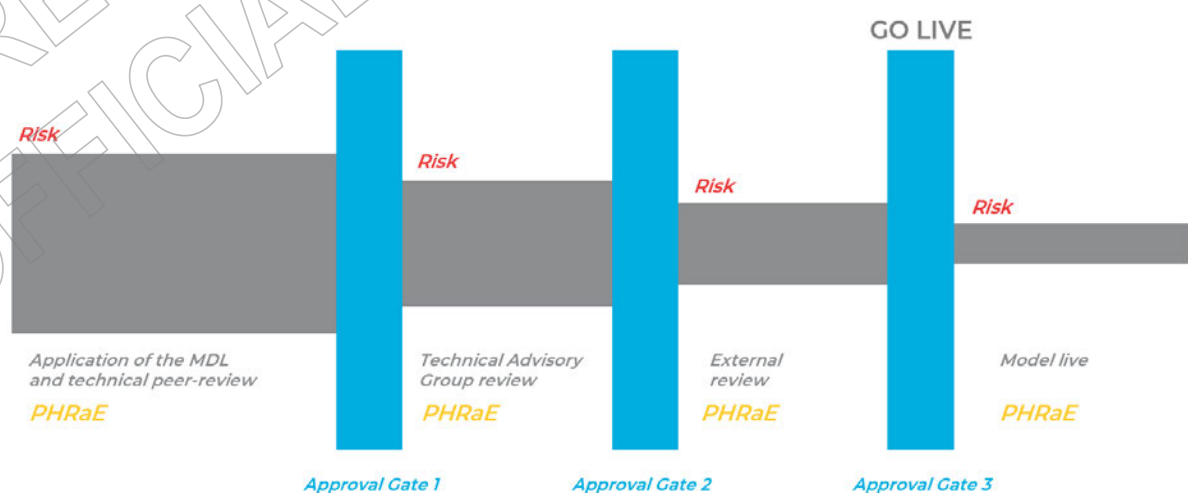 GO LIVE
Risk
Risk
Risk
Risk
Application of the MDL
and technical peer-review
PHRaE
Technical Advisory
Group review
PHRaE
External
review
PHRaE
Model live
PHRaE
Approval Gate 1
Approval Gate 2
Approval Gate 3